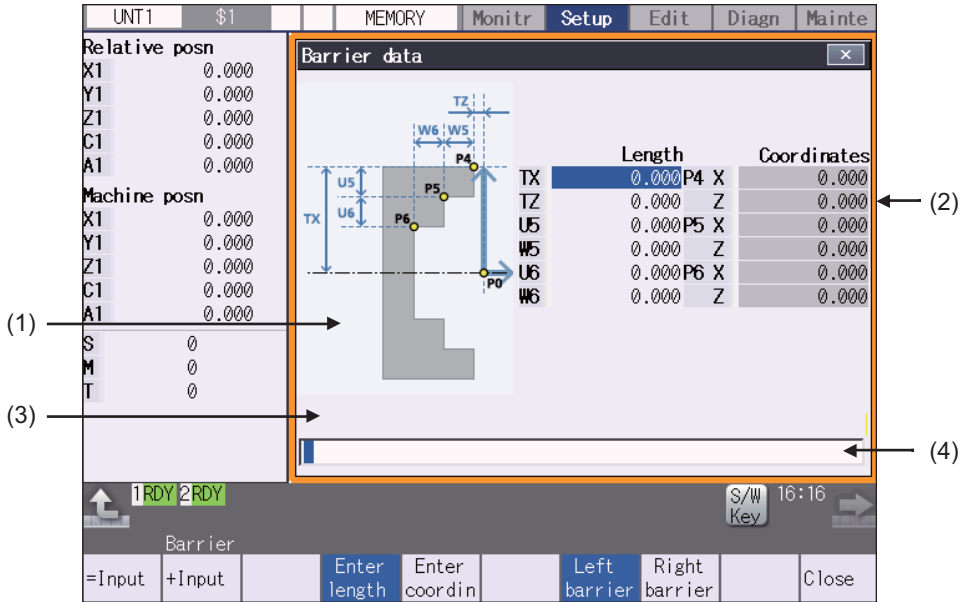 UNT1 $1 MEMORY Monitr Setup Edit Diagn Mainte
Relative posn
X1 0.000
Y1 0.000
Z1 0.000
C1 0.000
A1 0.000
Machine posn
X1 0.000
Y1 0.000
Z1 0.000
C1 0.000
A1 0.000
S 0
M 0
T 0
Barrier data
×
TZ
W6 W5
P4
U5
P5
TX
U6
P6
P0
Length Coordinates
TX 0.000 P4 X 0.000
TZ 0.000 Z 0.000
U5 0.000 P5 X 0.000
W5 0.000 Z 0.000
U6 0.000 P6 X 0.000
W6 0.000 Z 0.000
(1)
(2)
(3)
(4)
1 RDY 2 RDY
S/W Key
16:16
Barrier
=Input +Input Enter length Enter coordin Left barrier Right barrier Close